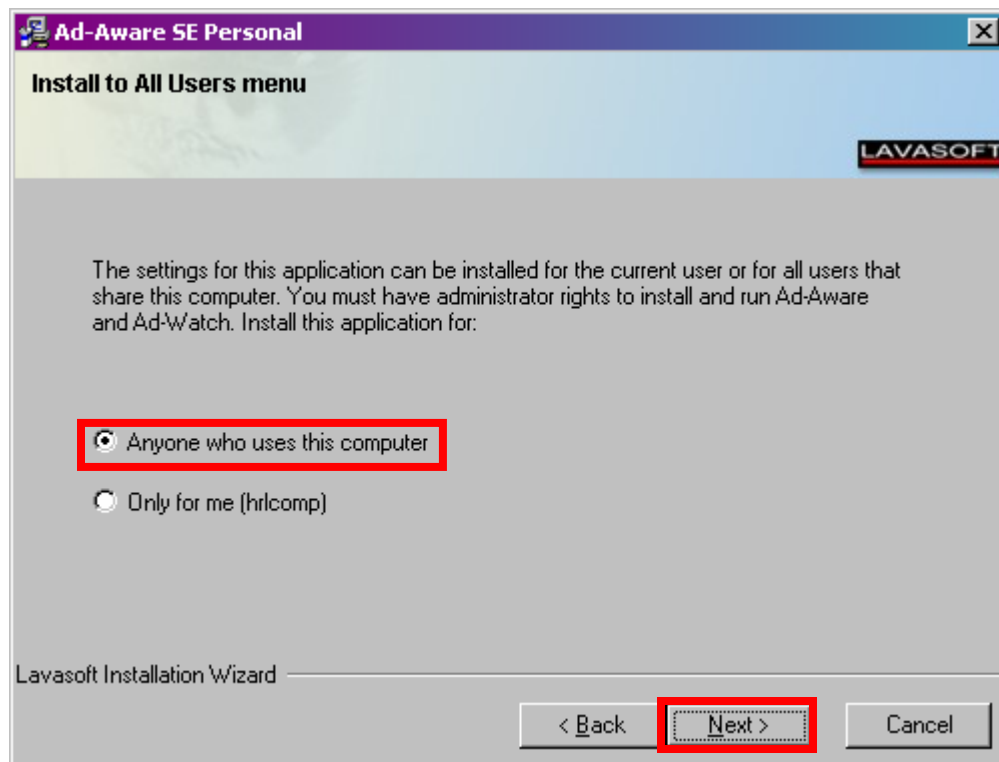 Ad-Aware SE Personal
Install to All Users menu
LAVASOFT
The settings for this application can be installed for the current user or for all users that
share this computer. You must have administrator rights to install and run Ad-Aware
and Ad-Watch. Install this application for:
Anyone who uses this computer
Only for me (hrlcomp)
Lavasoft Installation Wizard
< Back Next > Cancel